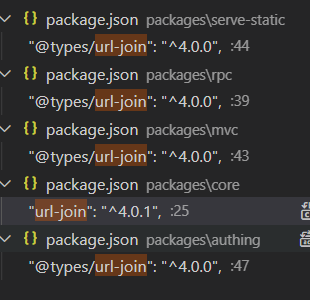 {} package.json packages\serve-static
"@types/url-join": "^4.0.0", :44
{} package.json packages\rpc
"@types/url-join": "^4.0.0", :39
{} package.json packages\mvc
"@types/url-join": "^4.0.0", :43
{} package.json packages\core
"url-join": "^4.0.1", :25
{} package.json packages\authing
"@types/url-join": "^4.0.0", :47